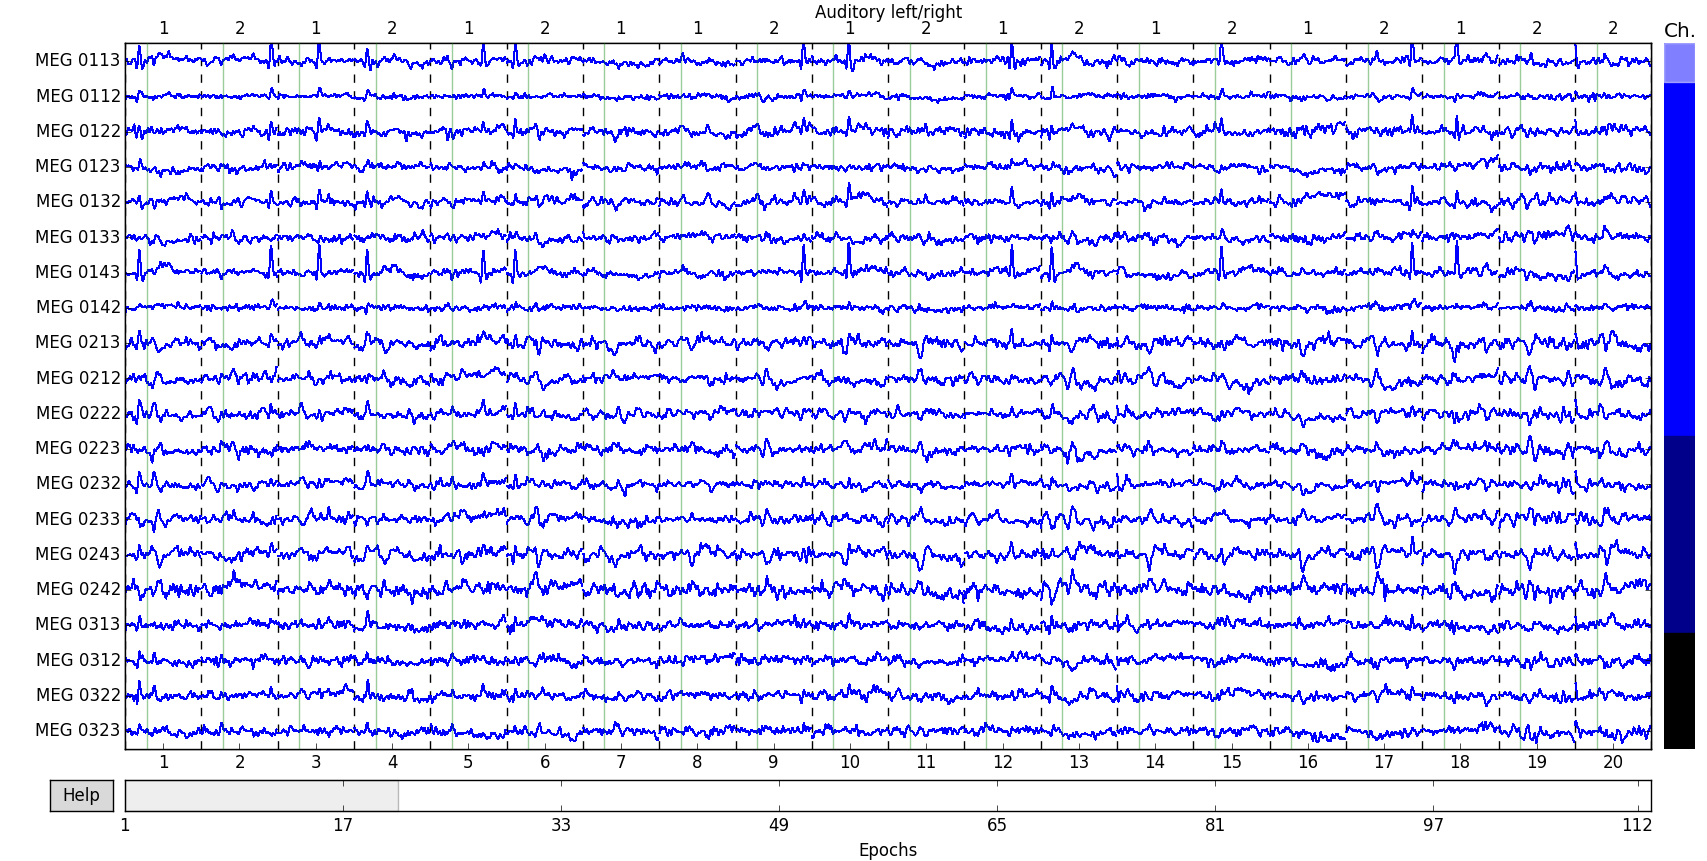 Auditory left/right
1 2 1 2 1 2 1 1 2 1 2 1 2 1 2 1 2 1 2 2
Ch.
MEG 0113
MEG 0112
MEG 0122
MEG 0123
MEG 0132
MEG 0133
MEG 0143
MEG 0142
MEG 0213
MEG 0212
MEG 0222
MEG 0223
MEG 0232
MEG 0233
MEG 0243
MEG 0242
MEG 0313
MEG 0312
MEG 0322
MEG 0323
1 2 3 4 5 6 7 8 9 10 11 12 13 14 15 16 17 18 19 20
Help
1 17 33 49 65 81 97 112
Epochs